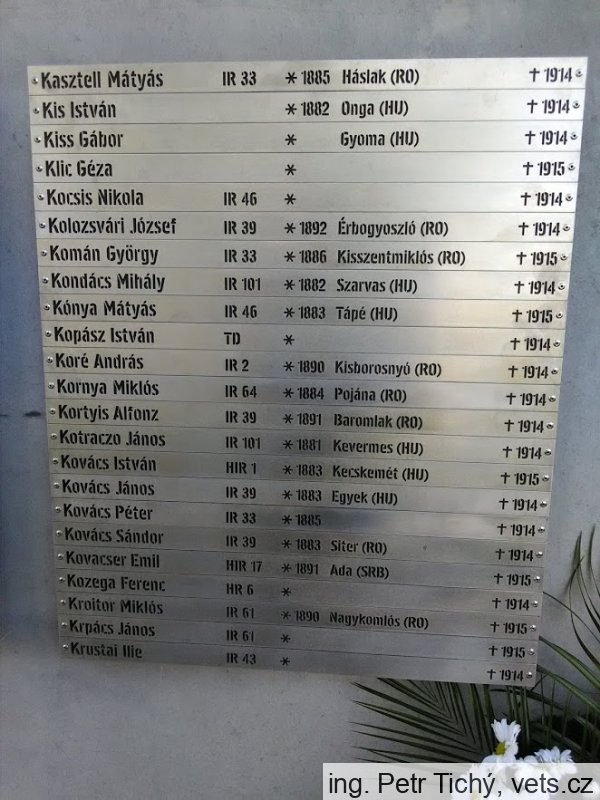 Kasztell Mátyás IR 33 * 1885 Háslak (RO) † 1914
Kis István * 1882 Onga (HU) † 1914
Kiss Gábor * Gyoma (HU) † 1914
Klic Géza * † 1915
Kocsis Nikola IR 46 * † 1914
Kolozsvári József IR 39 * 1892 Érhogyoszló (RO) † 1914
Komán György IR 33 * 1886 Kisszentmiklós (RO) † 1915
Kondács Mihály IR 101 * 1882 Szarvas (HU) † 1914
Kónya Mátyás IR 46 * 1883 Tápé (HU) † 1915
Kopász István TD * † 1914
Koré András IR 2 * 1890 Kisborosnyó (RO) † 1914
Kornya Miklós IR 64 * 1884 Pojána (RO) † 1914
Kortyis Alfonz IR 39 * 1891 Baromlak (RO) † 1914
Kotraczo János IR 101 * 1881 Kevermes (HU) † 1914
Kovács István HIR 1 * 1883 Kecskemét (HU) † 1915
Kovács János IR 39 * 1883 Egyek (HU) † 1914
Kovács Péter IR 33 * 1885 † 1914
Kovács Sándor IR 39 * 1883 Siter (RO) † 1914
Kovacser Emil HIR 17 * 1891 Ada (SRB) † 1915
Kozega Ferenc HR 6 * † 1914
Kroitor Miklós IR 61 * 1890 Nagykomlós (RO) † 1915
Krpács János IR 61 * † 1915
Krustai Ilie IR 43 * † 1914
ing. Petr Tichý, vets.cz